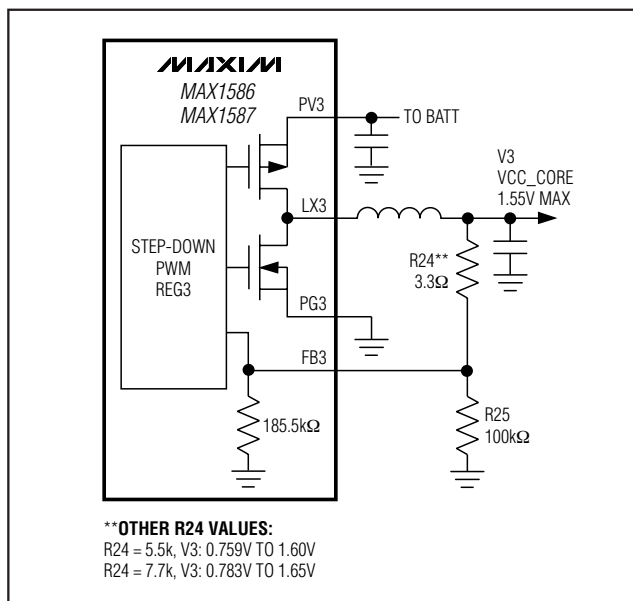 MAXIM
MAX1586
MAX1587
PV3
TO BATT
V3
VCC_CORE
1.55V MAX
LX3
STEP-DOWN
PWM
REG3
R24**
3.3Ω
PG3
FB3
185.5kΩ
R25
100kΩ
**OTHER R24 VALUES:
R24 = 5.5k, V3: 0.759V TO 1.60V
R24 = 7.7k, V3: 0.783V TO 1.65V